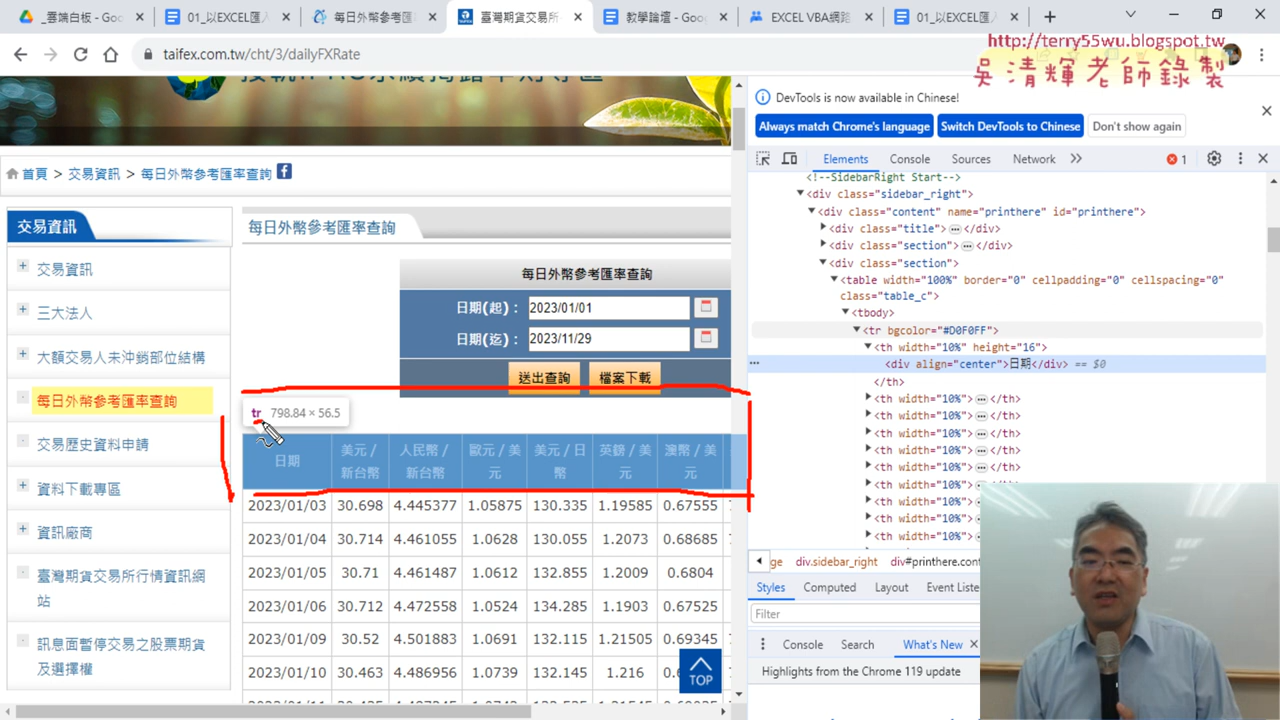 _雲端白板 - Goo
01_以EXCEL匯入
每日外幣參考匯
臺灣期貨交易所-
教學論壇 - Goo
EXCEL VBA網路
01_以EXCEL匯入
taifex.com.tw/cht/3/dailyFXRate
http://terry55wu.blogspot.tw
吳清輝老師錄製
首頁 > 交易資訊 > 每日外幣參考匯率查詢
交易資訊
交易資訊
三大法人
大額交易人未沖銷部位結構
每日外幣參考匯率查詢
交易歷史資料申請
資料下載專區
資訊廠商
臺灣期貨交易所行情資訊網
站
訊息面暫停交易之股票期貨
及選擇權
每日外幣參考匯率查詢
每日外幣參考匯率查詢
日期(起)： 2023/01/01
日期(迄)： 2023/11/29
送出查詢 檔案下載
tr 798.84 × 56.5
日期 美元 / 新台幣 人民幣 / 新台幣 歐元 / 美元 美元 / 日幣 英鎊 / 美元 澳幣 / 美元
2023/01/03 30.698 4.445377 1.05875 130.335 1.19585 0.67555
2023/01/04 30.714 4.461055 1.0628 130.055 1.2073 0.68685
2023/01/05 30.71 4.461487 1.0612 132.855 1.2009 0.6804
2023/01/06 30.712 4.472558 1.0524 134.285 1.1903 0.67525
2023/01/09 30.52 4.501883 1.0691 132.115 1.21505 0.69345
2023/01/10 30.463 4.486956 1.0739 132.145 1.216
TOP
DevTools is now available in Chinese!
Always match Chrome's language Switch DevTools to Chinese Don't show again
Elements Console Sources Network 1
<!--SidebarRight Start-->
<div class="sidebar_right">
<div class="content" name="printhere" id="printhere">
<div class="title"> … </div>
<div class="section"> … </div>
<div class="section">
<table width="100%" border="0" cellpadding="0" cellspacing="0"
class="table_c">
<tbody>
<tr bgcolor="#D0F0FF">
<th width="10%" height="16">
<div align="center">日期</div> == $0
</th>
<th width="10%"> … </th>
<th width="10%"> … </th>
<th width="10%"> … </th>
<th width="10%"> … </th>
<th width="10%"> … </th>
<th width="10%"> … </th>
<th width="10%"> … </th>
<th width="10%"> … </th>
<th width="10%"> … </th>
ge div.sidebar_right div#printhere.cont
Styles Computed Layout Event Liste
Filter
Console Search What's New
Highlights from the Chrome 119 update